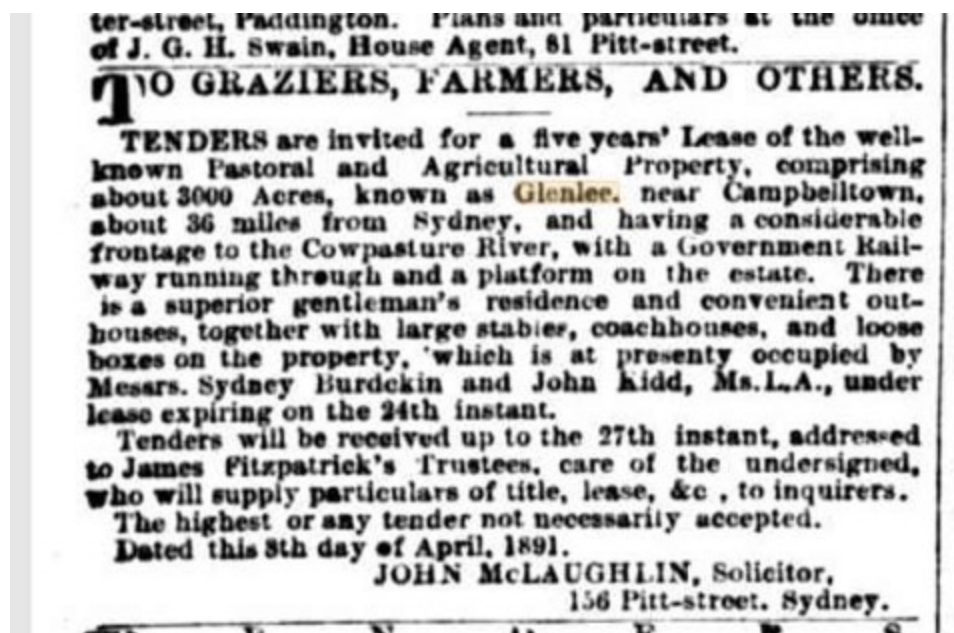 ter-street, Paddington. Plans and particulars at the office
of J. G. H. Swain, House Agent, 81 Pitt-street.
TO GRAZIERS, FARMERS, AND OTHERS.
TENDERS are invited for a five years' Lease of the well-
known Pastoral and Agricultural Property, comprising
about 3000 Acres, known as Glenlee, near Campbelltown,
about 36 miles from Sydney, and having a considerable
frontage to the Cowpasture River, with a Government Rail-
way running through and a platform on the estate. There
is a superior gentleman's residence and convenient out-
houses, together with large stables, coachhouses, and loose
boxes on the property, which is at presenty occupied by
Messrs. Sydney Burdekin and John Kidd, Ms.L.A., under
lease expiring on the 24th instant.
Tenders will be received up to the 27th instant, addressed
to James Fitzpatrick's Trustees, care of the undersigned,
who will supply particulars of title, lease, &c , to inquirers.
The highest or any tender not necessarily accepted.
Dated this 8th day of April, 1891.
JOHN McLAUGHLIN, Solicitor,
156 Pitt-street. Sydney.